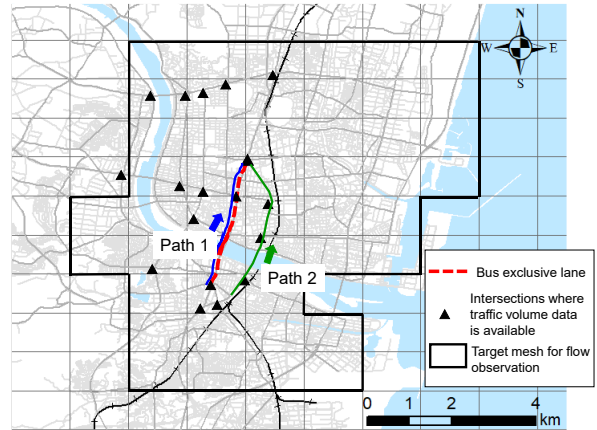 N
W E
S
Path 1
Path 2
Bus exclusive lane
Intersections where
traffic volume data
is available
Target mesh for flow
observation
0 1 2 4
km